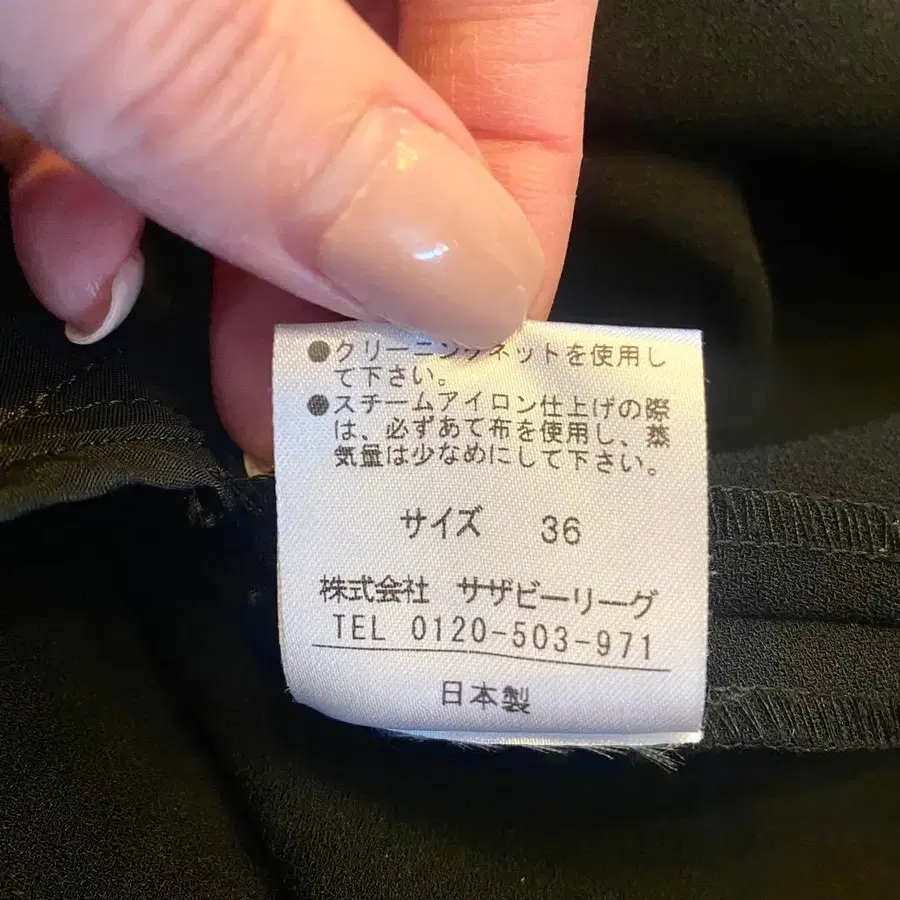 ●クリーニングネットを使用し
て下さい。
●スチームアイロン仕上げの際
は、必ずあて布を使用し、蒸
気量は少なめにして下さい。
サイズ 36
株式会社 サザビーリーグ
TEL 0120-503-971
日本製